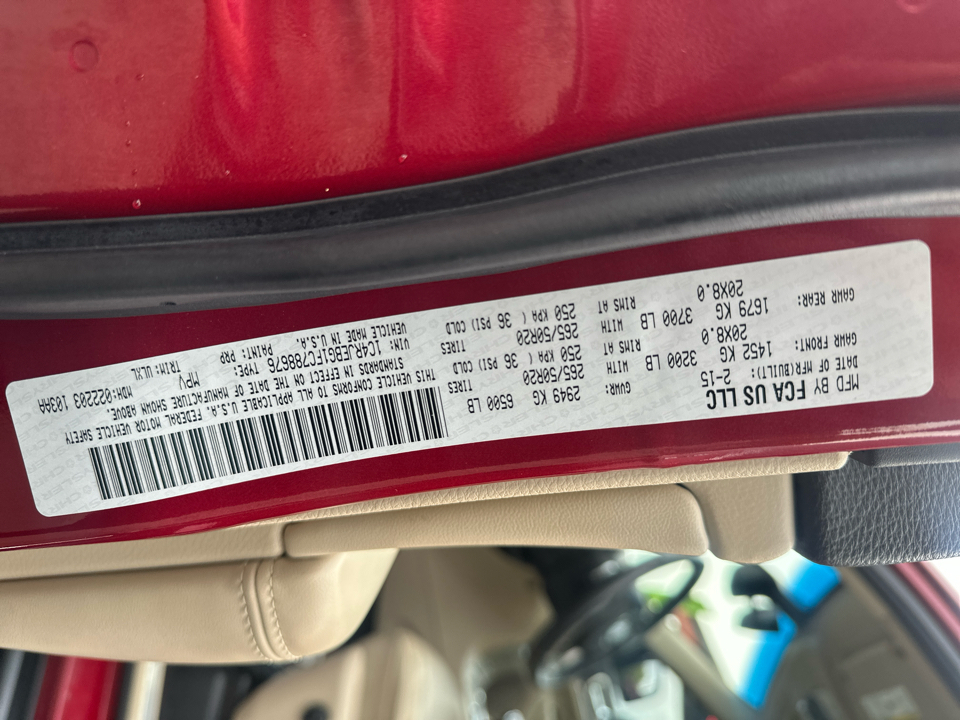 MFD BY FCA US LLC
DATE OF MFR(BUILT): 2-15 GVWR: 2949 KG 6500 LB
GAWR FRONT: 1452 KG 3200 LB WITH 265/50R20 TIRES
20X8.0 RIMS AT 250 KPA ( 36 PSI) COLD
GAWR REAR: 1679 KG 3700 LB WITH 265/50R20 TIRES
20X8.0 RIMS AT 250 KPA ( 36 PSI) COLD
THIS VEHICLE CONFORMS TO ALL APPLICABLE U.S.A. FEDERAL MOTOR VEHICLE SAFETY
STANDARDS IN EFFECT ON THE DATE OF MANUFACTURE SHOWN ABOVE.
VIN: 1C4RJEBG1FC798676 MPV MDH:022203 103AA
VEHICLE MADE IN U.S.A. PAINT: PRP TRIM: ULXL